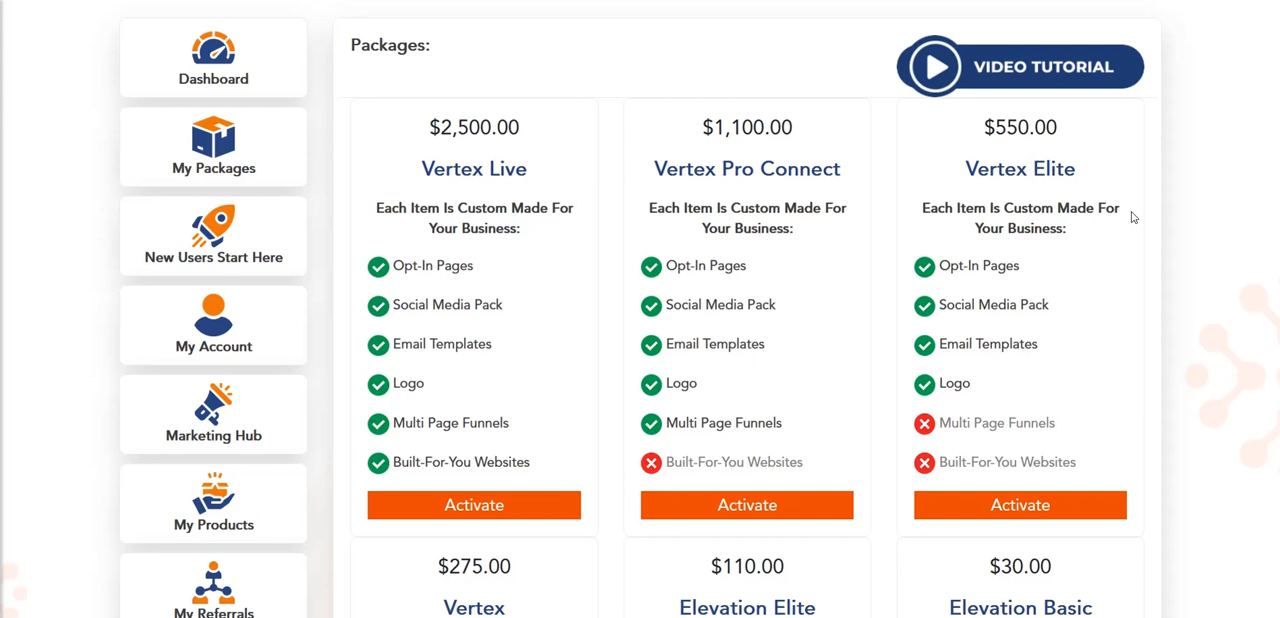 Dashboard
My Packages
New Users Start Here
My Account
Marketing Hub
My Products
My Referrals
Packages:
VIDEO TUTORIAL
$2,500.00
Vertex Live
Each Item Is Custom Made For
Your Business:
Opt-In Pages
Social Media Pack
Email Templates
Logo
Multi Page Funnels
Built-For-You Websites
Activate
$1,100.00
Vertex Pro Connect
Each Item Is Custom Made For
Your Business:
Opt-In Pages
Social Media Pack
Email Templates
Logo
Multi Page Funnels
Built-For-You Websites
Activate
$550.00
Vertex Elite
Each Item Is Custom Made For
Your Business:
Opt-In Pages
Social Media Pack
Email Templates
Logo
Multi Page Funnels
Built-For-You Websites
Activate
$275.00
Vertex
$110.00
Elevation Elite
$30.00
Elevation Basic